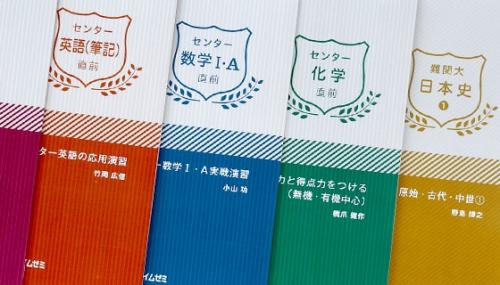 センター
英語(筆記)
直前
ター英語の応用演習
竹岡 広信
イムゼミ
センター
数学Ⅰ・A
直前
ー数学Ⅰ・A実戦演習
小山 功
イムゼミ
センター
化学
直前
力と得点力をつける
(無機・有機中心)
橋爪 健作
難関大
日本史
①
原始・古代・中世①
野島 博之